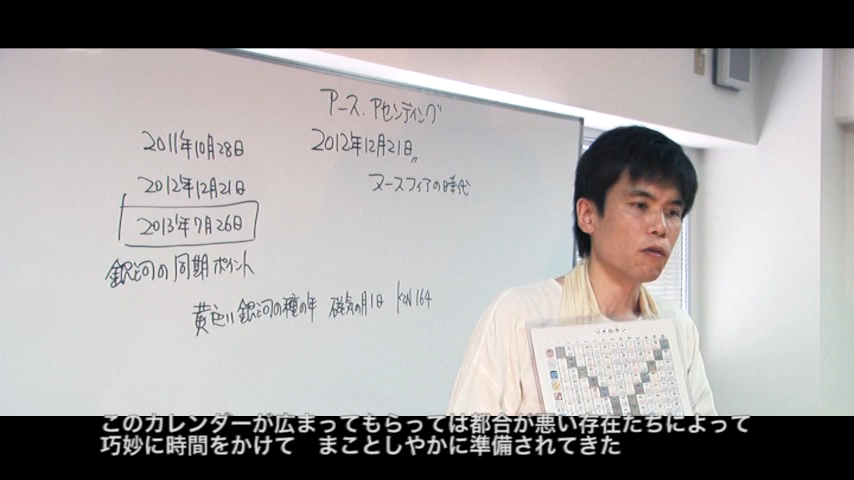 アース・アセンディング
2011年10月28日
2012年12月21日〃
2012年12月21日
ヌースフィアの時代
2013年7月26日
銀河の同期ポイント
黄色い銀河の種の年 磁気の月1日 KIN164
ツォルキン
このカレンダーが広まってもらっては都合が悪い存在たちによって
巧妙に時間をかけて　まことしやかに準備されてきた